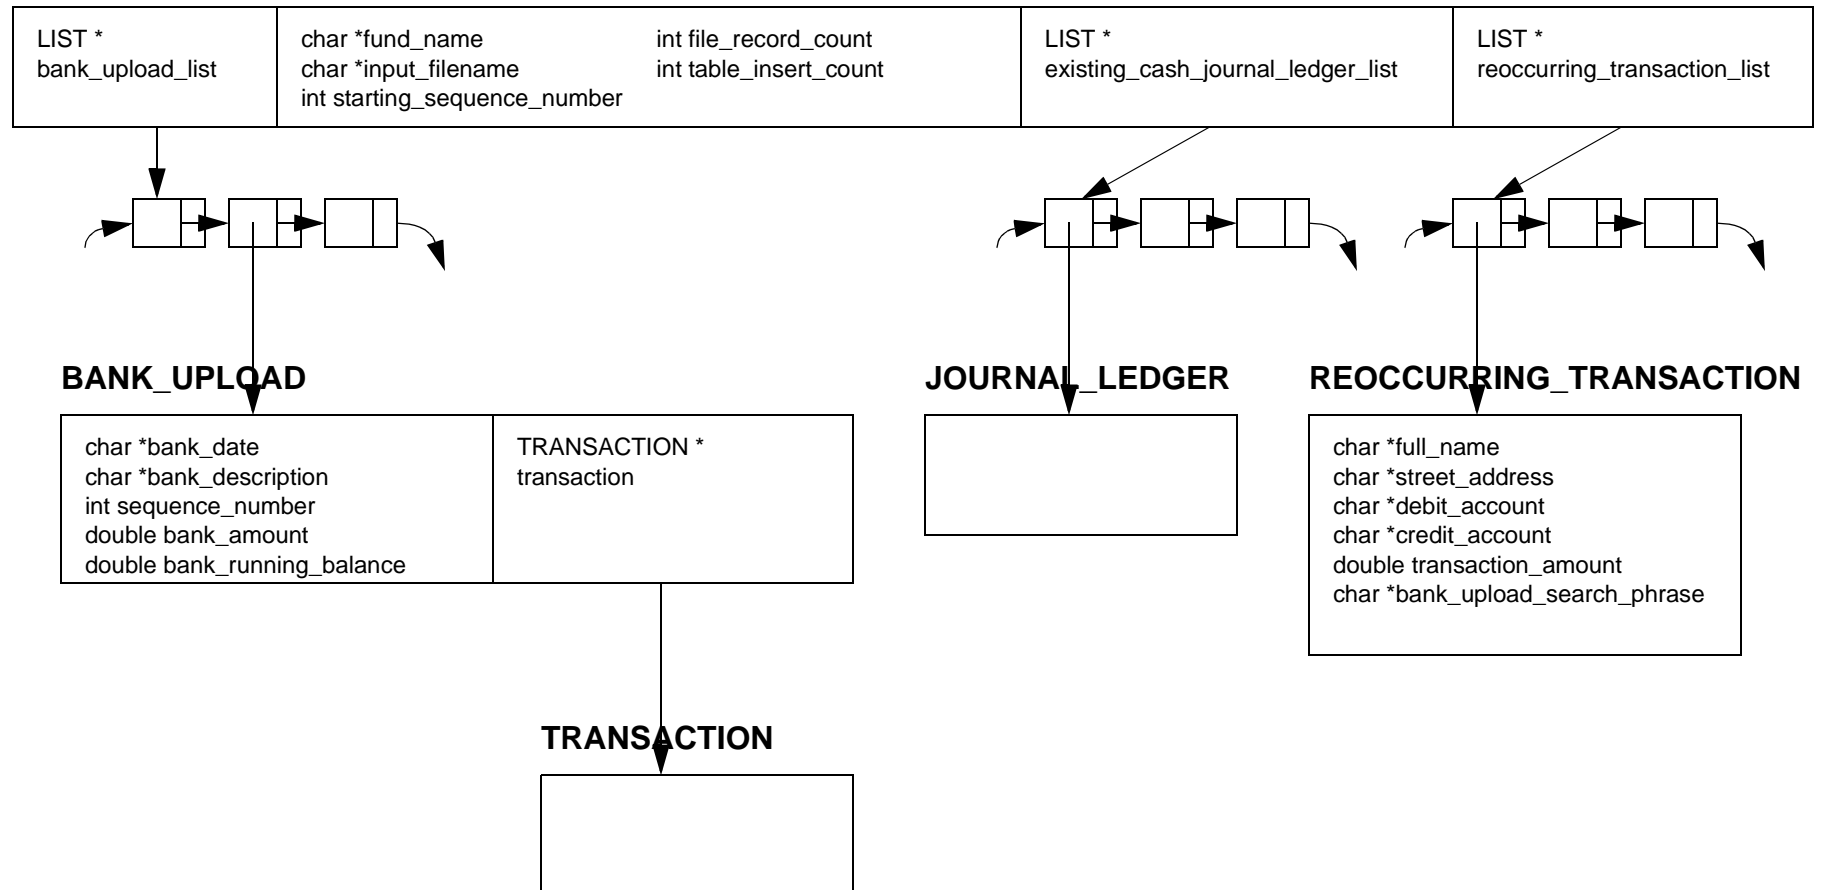 LIST *
bank_upload_list
char *fund_name
char *input_filename
int starting_sequence_number
int file_record_count
int table_insert_count
LIST *
existing_cash_journal_ledger_list
LIST *
reoccurring_transaction_list
BANK_UPLOAD
char *bank_date
char *bank_description
int sequence_number
double bank_amount
double bank_running_balance
TRANSACTION *
transaction
JOURNAL_LEDGER
REOCCURRING_TRANSACTION
char *full_name
char *street_address
char *debit_account
char *credit_account
double transaction_amount
char *bank_upload_search_phrase
TRANSACTION